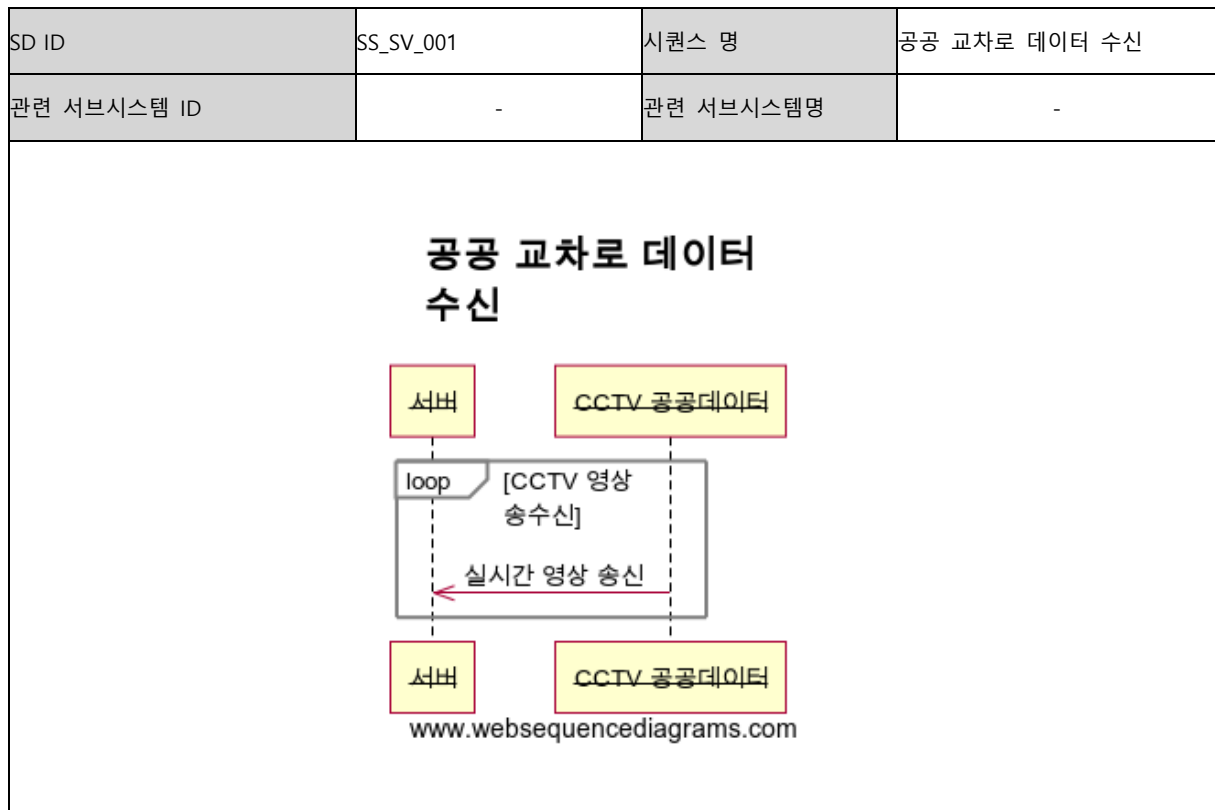 SD ID SS_SV_001 시퀀스 명 공공 교차로 데이터 수신
관련 서브시스템 ID - 관련 서브시스템명 -
공공 교차로 데이터
수신
서버 CCTV 공공데이터
loop [CCTV 영상
송수신]
실시간 영상 송신
서버 CCTV 공공데이터
www.websequencediagrams.com